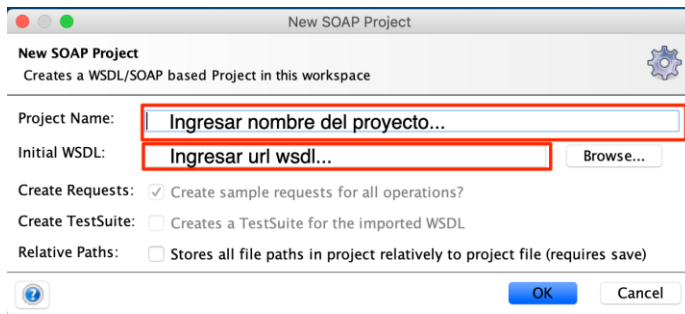 New SOAP Project
New SOAP Project
Creates a WSDL/SOAP based Project in this workspace
Project Name: Ingresar nombre del proyecto...
Initial WSDL: Ingresar url wsdl... Browse...
Create Requests: Create sample requests for all operations?
Create TestSuite: Creates a TestSuite for the imported WSDL
Relative Paths: Stores all file paths in project relatively to project file (requires save)
? OK Cancel